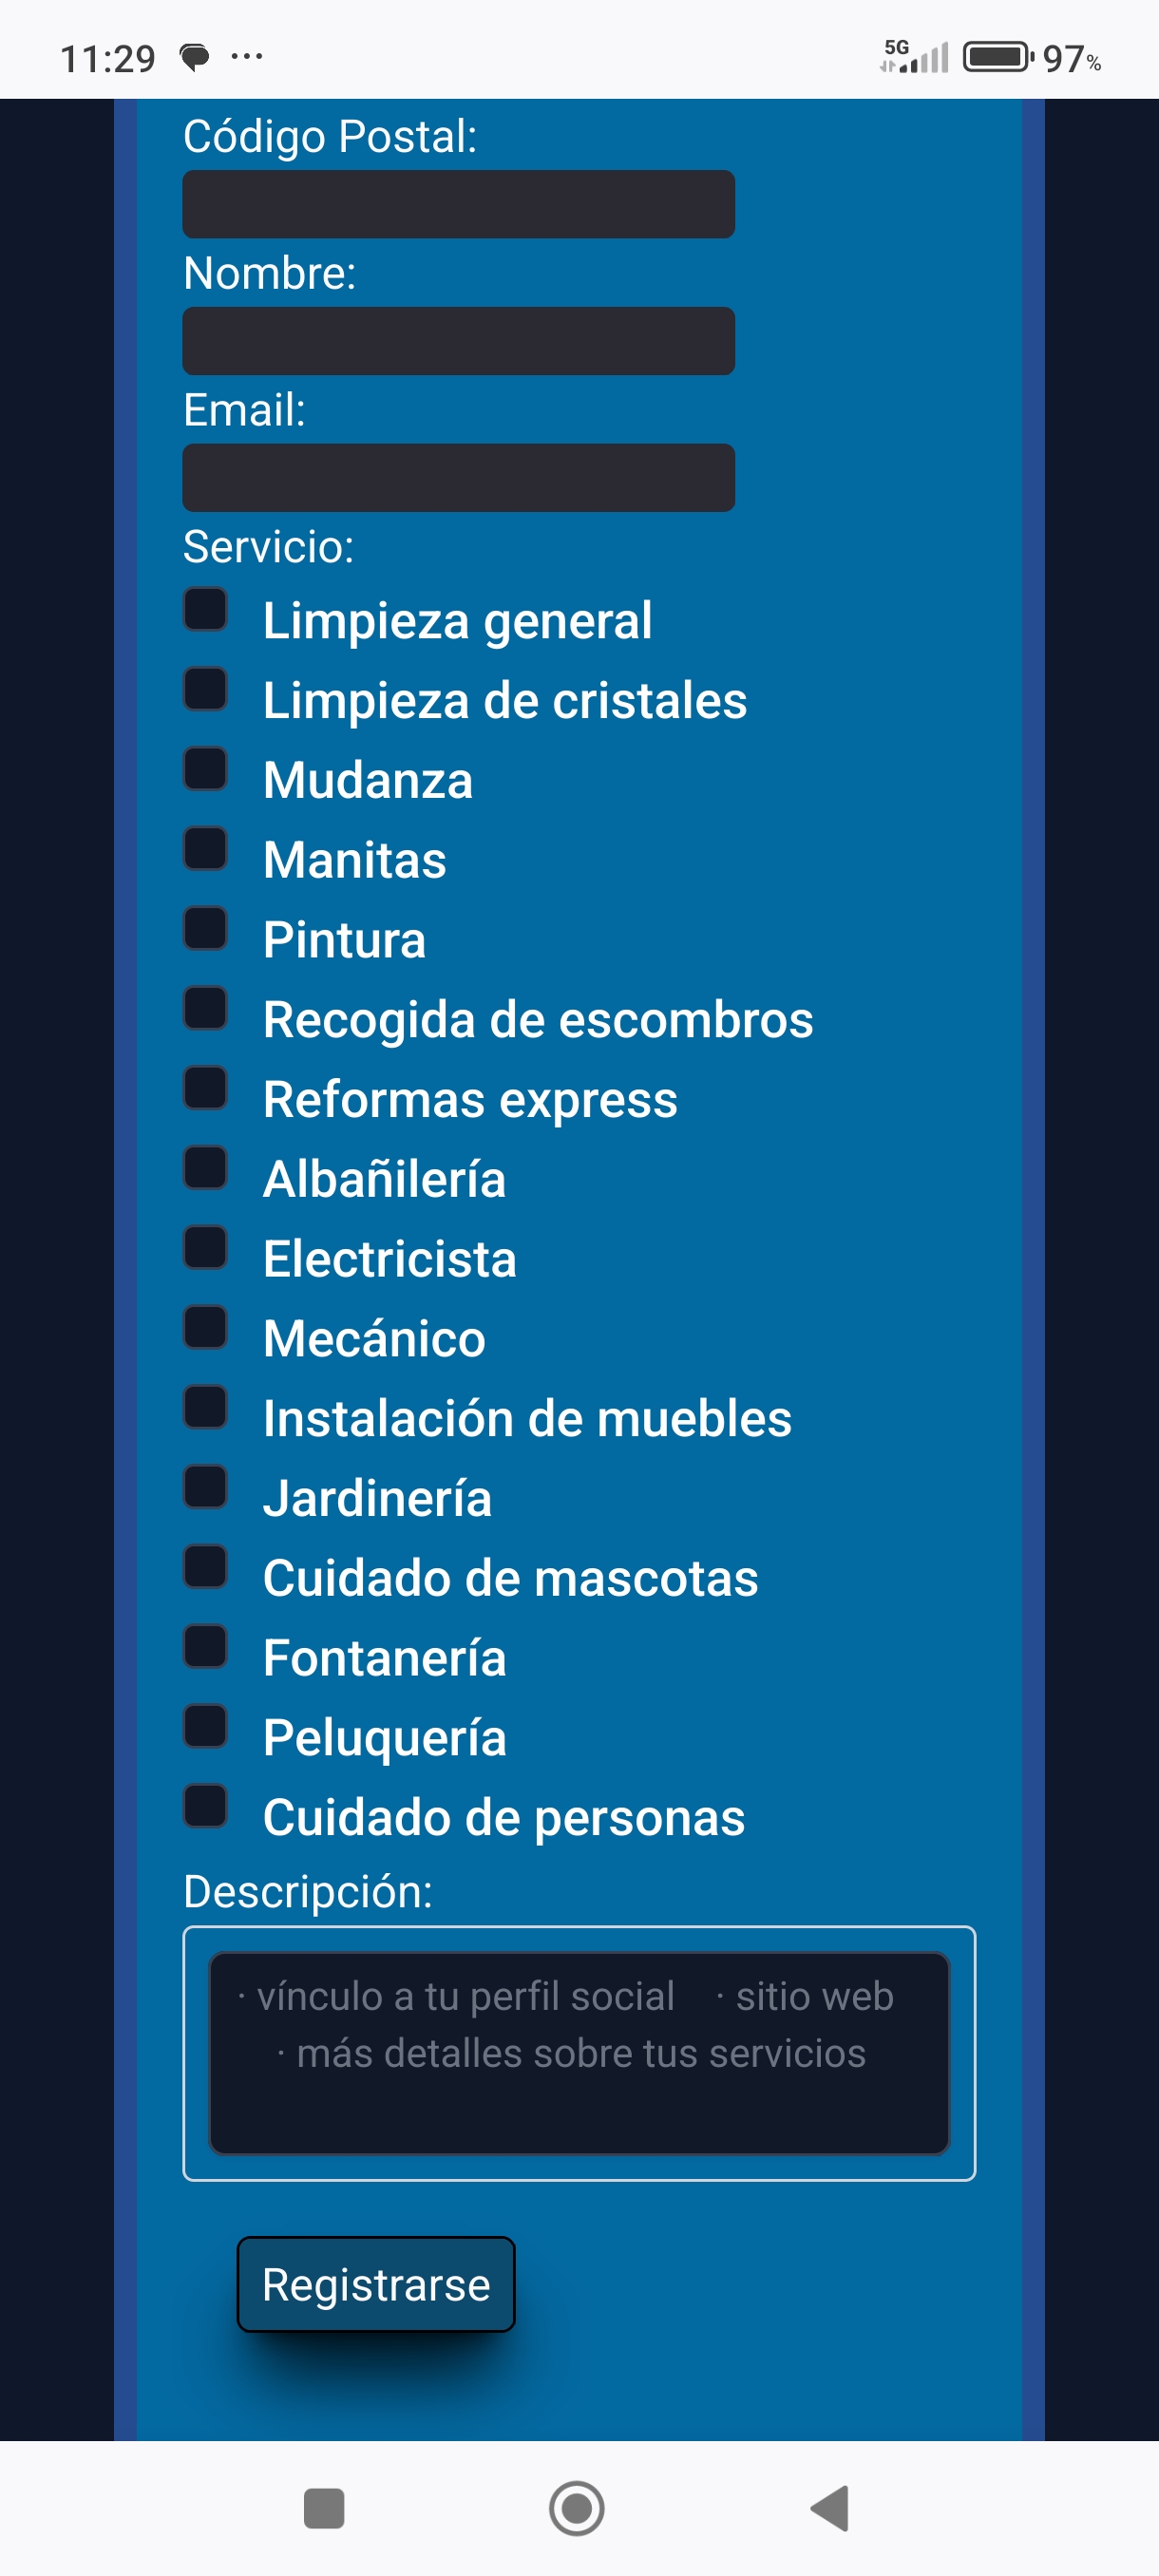 11:29 ... 5G 97%
Código Postal:
Nombre:
Email:
Servicio:
Limpieza general
Limpieza de cristales
Mudanza
Manitas
Pintura
Recogida de escombros
Reformas express
Albañilería
Electricista
Mecánico
Instalación de muebles
Jardinería
Cuidado de mascotas
Fontanería
Peluquería
Cuidado de personas
Descripción:
· vínculo a tu perfil social · sitio web
· más detalles sobre tus servicios
Registrarse